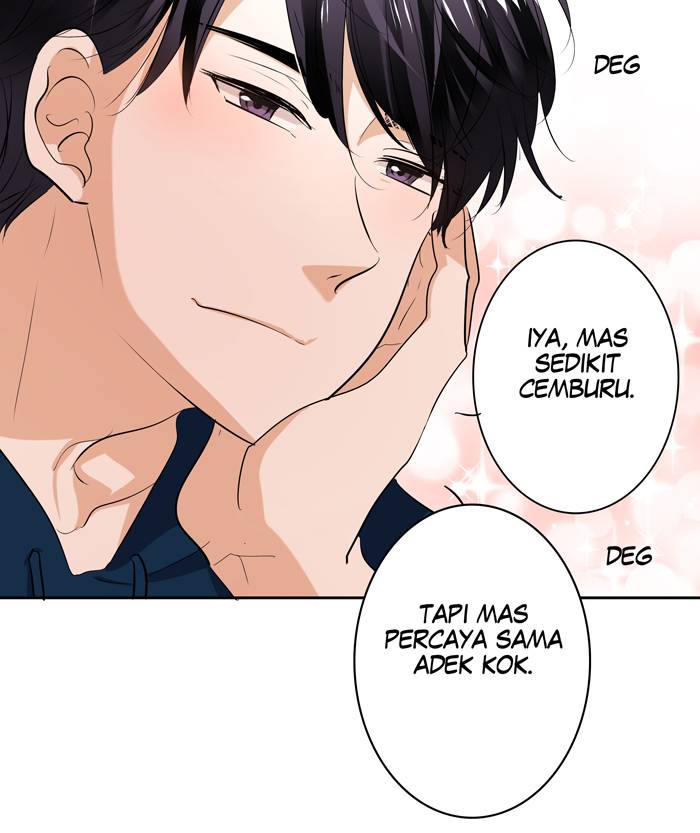 DEG
IYA, MAS
SEDIKIT
CEMBURU.
DEG
TAPI MAS
PERCAYA SAMA
ADEK KOK.